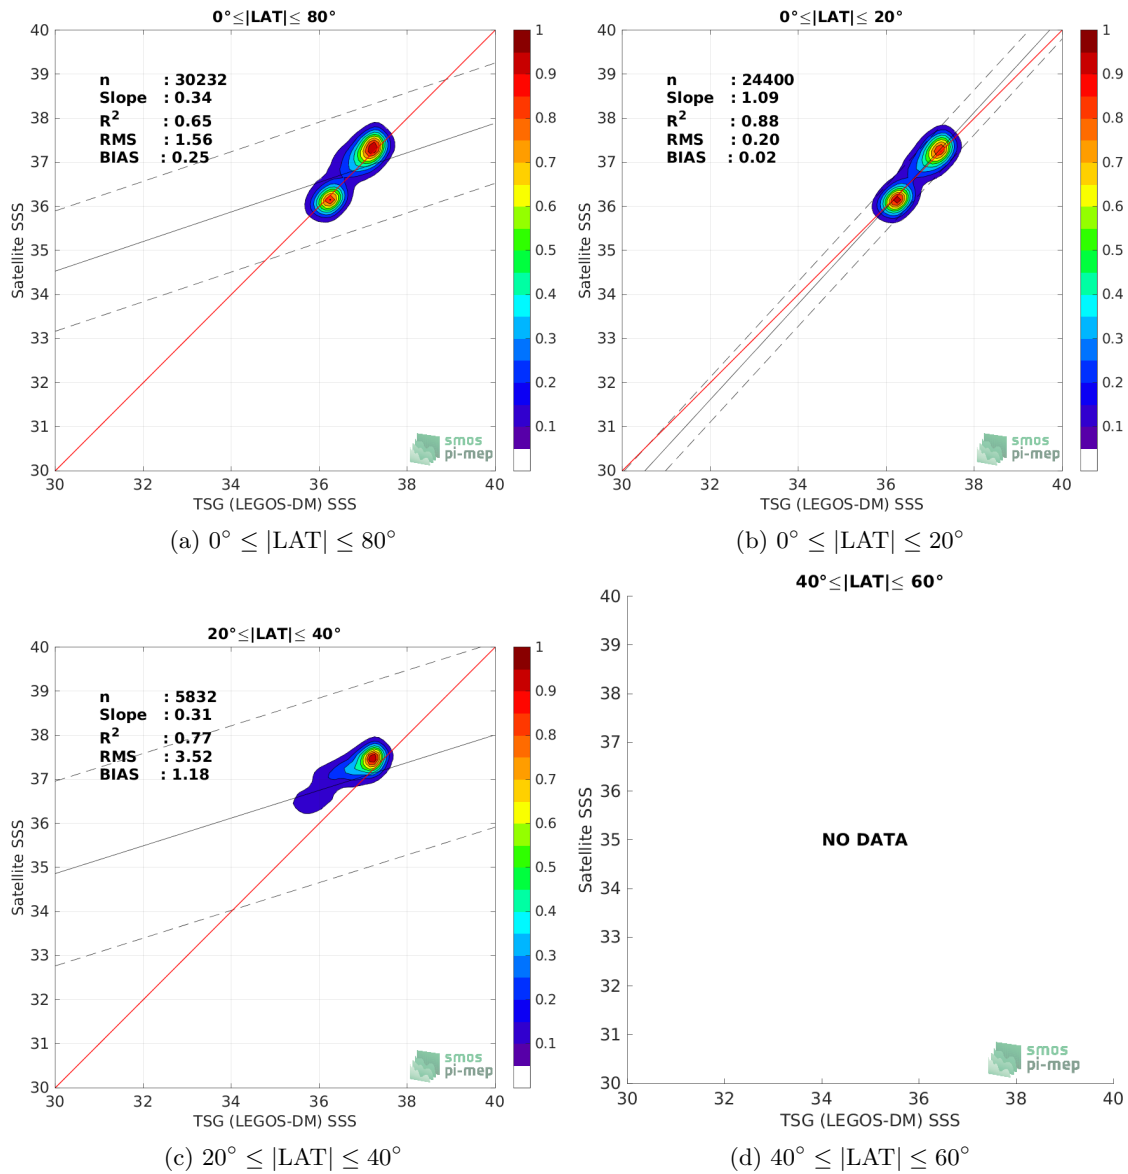 0°≤|LAT|≤ 80°
n : 30232
Slope : 0.34
R² : 0.65
RMS : 1.56
BIAS : 0.25
40
39
38
37
36
35
34
33
32
31
30
Satellite SSS
30 32 34 36 38 40
TSG (LEGOS-DM) SSS
1
0.9
0.8
0.7
0.6
0.5
0.4
0.3
0.2
0.1
smos
pi-mep
(a) 0° ≤ |LAT| ≤ 80°
0°≤|LAT|≤ 20°
n : 24400
Slope : 1.09
R² : 0.88
RMS : 0.20
BIAS : 0.02
40
39
38
37
36
35
34
33
32
31
30
Satellite SSS
30 32 34 36 38 40
TSG (LEGOS-DM) SSS
1
0.9
0.8
0.7
0.6
0.5
0.4
0.3
0.2
0.1
smos
pi-mep
(b) 0° ≤ |LAT| ≤ 20°
20°≤|LAT|≤ 40°
n : 5832
Slope : 0.31
R² : 0.77
RMS : 3.52
BIAS : 1.18
40
39
38
37
36
35
34
33
32
31
30
Satellite SSS
30 32 34 36 38 40
TSG (LEGOS-DM) SSS
1
0.9
0.8
0.7
0.6
0.5
0.4
0.3
0.2
0.1
smos
pi-mep
(c) 20° ≤ |LAT| ≤ 40°
40°≤|LAT|≤ 60°
40
39
38
37
36
35
34
33
32
31
30
Satellite SSS
NO DATA
30 32 34 36 38 40
TSG (LEGOS-DM) SSS
smos
pi-mep
(d) 40° ≤ |LAT| ≤ 60°